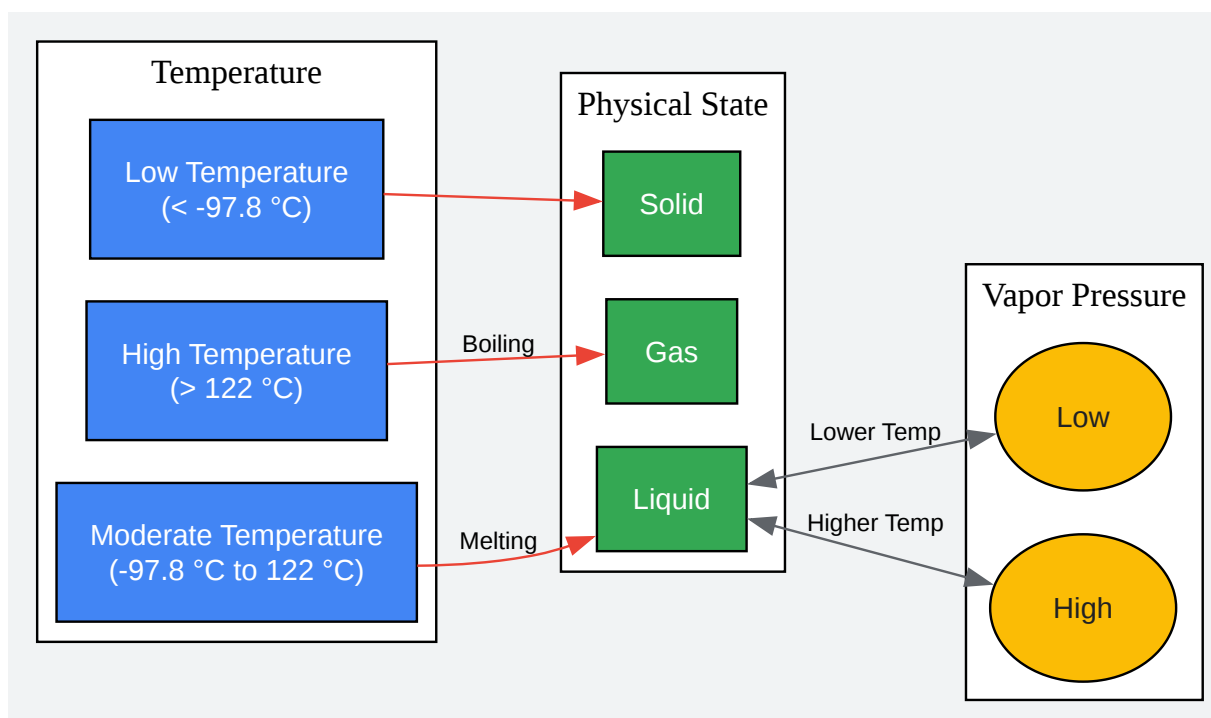 Temperature
Low Temperature
(< -97.8 °C)
High Temperature
(> 122 °C)
Moderate Temperature
(-97.8 °C to 122 °C)
Boiling
Melting
Physical State
Solid
Gas
Liquid
Lower Temp
Higher Temp
Vapor Pressure
Low
High